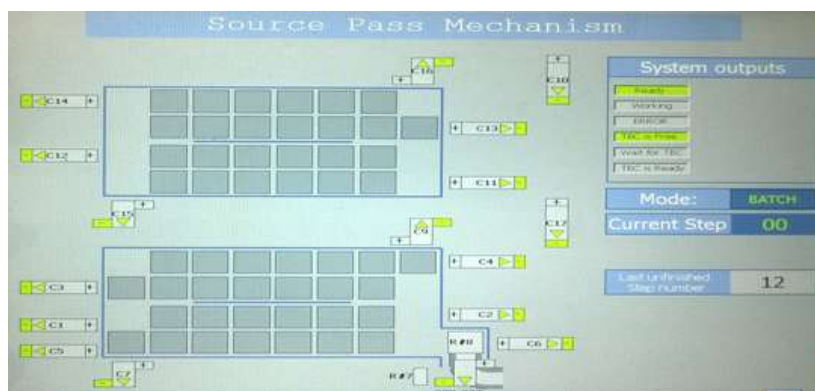 Source Pass Mechanism
System outputs
Ready
Working
ERROR
TBC is Free
Wait for TBC
TBC is Ready
Mode: BATCH
Current Step 00
Last unfinished
Step number 12
C16
C10
C14
C13
C12
C11
C15
C9
C17
C4
C3
C2
C1
R#8
C6
C5
C7
R#7